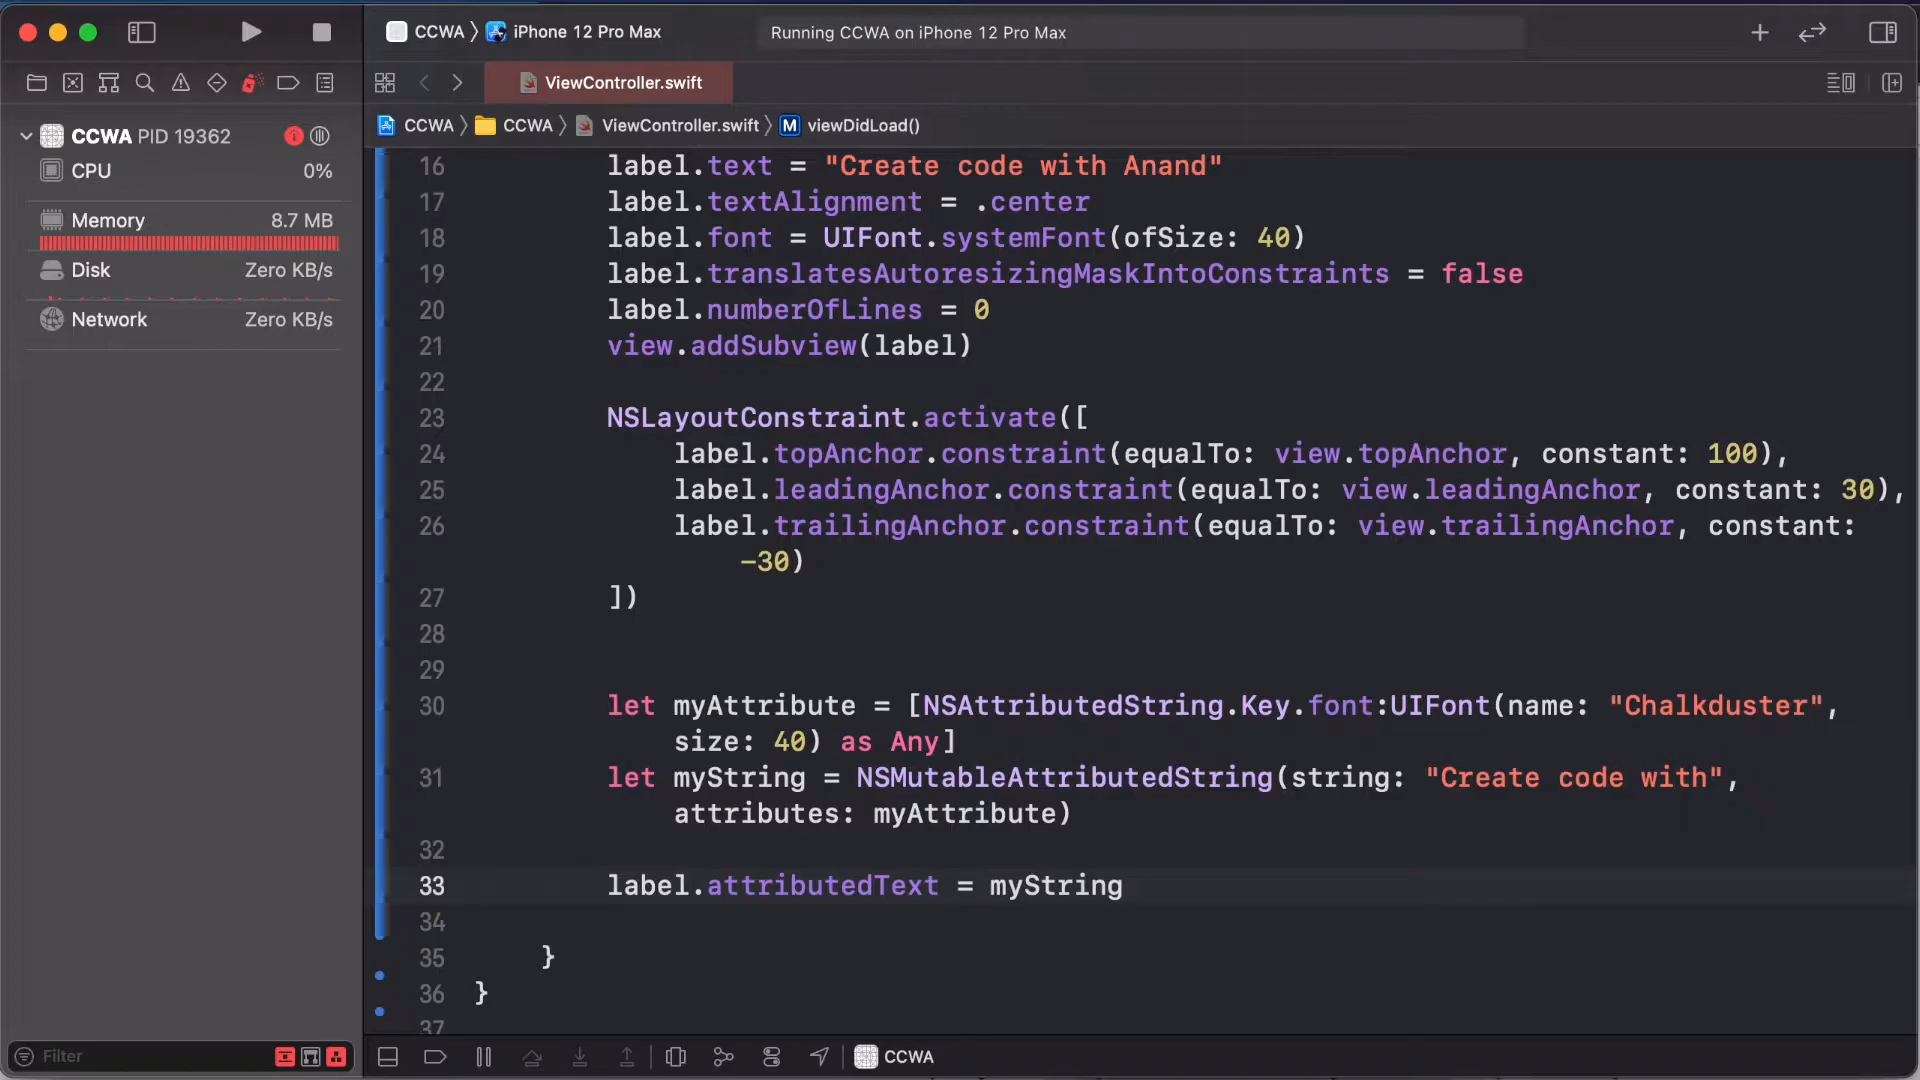 CCWA
iPhone 12 Pro Max
Running CCWA on iPhone 12 Pro Max
ViewController.swift
CCWA
CCWA
ViewController.swift
M
viewDidLoad()
CCWA PID 19362
CPU 0%
Memory 8.7 MB
Disk Zero KB/s
Network Zero KB/s
16 label.text = "Create code with Anand"
17 label.textAlignment = .center
18 label.font = UIFont.systemFont(ofSize: 40)
19 label.translatesAutoresizingMaskIntoConstraints = false
20 label.numberOfLines = 0
21 view.addSubview(label)
22
23 NSLayoutConstraint.activate([
24 label.topAnchor.constraint(equalTo: view.topAnchor, constant: 100),
25 label.leadingAnchor.constraint(equalTo: view.leadingAnchor, constant: 30),
26 label.trailingAnchor.constraint(equalTo: view.trailingAnchor, constant:
-30)
27 ])
28
29
30 let myAttribute = [NSAttributedString.Key.font:UIFont(name: "Chalkduster",
size: 40) as Any]
31 let myString = NSMutableAttributedString(string: "Create code with",
attributes: myAttribute)
32
33 label.attributedText = myString
34
35 }
36 }
37
Filter
CCWA